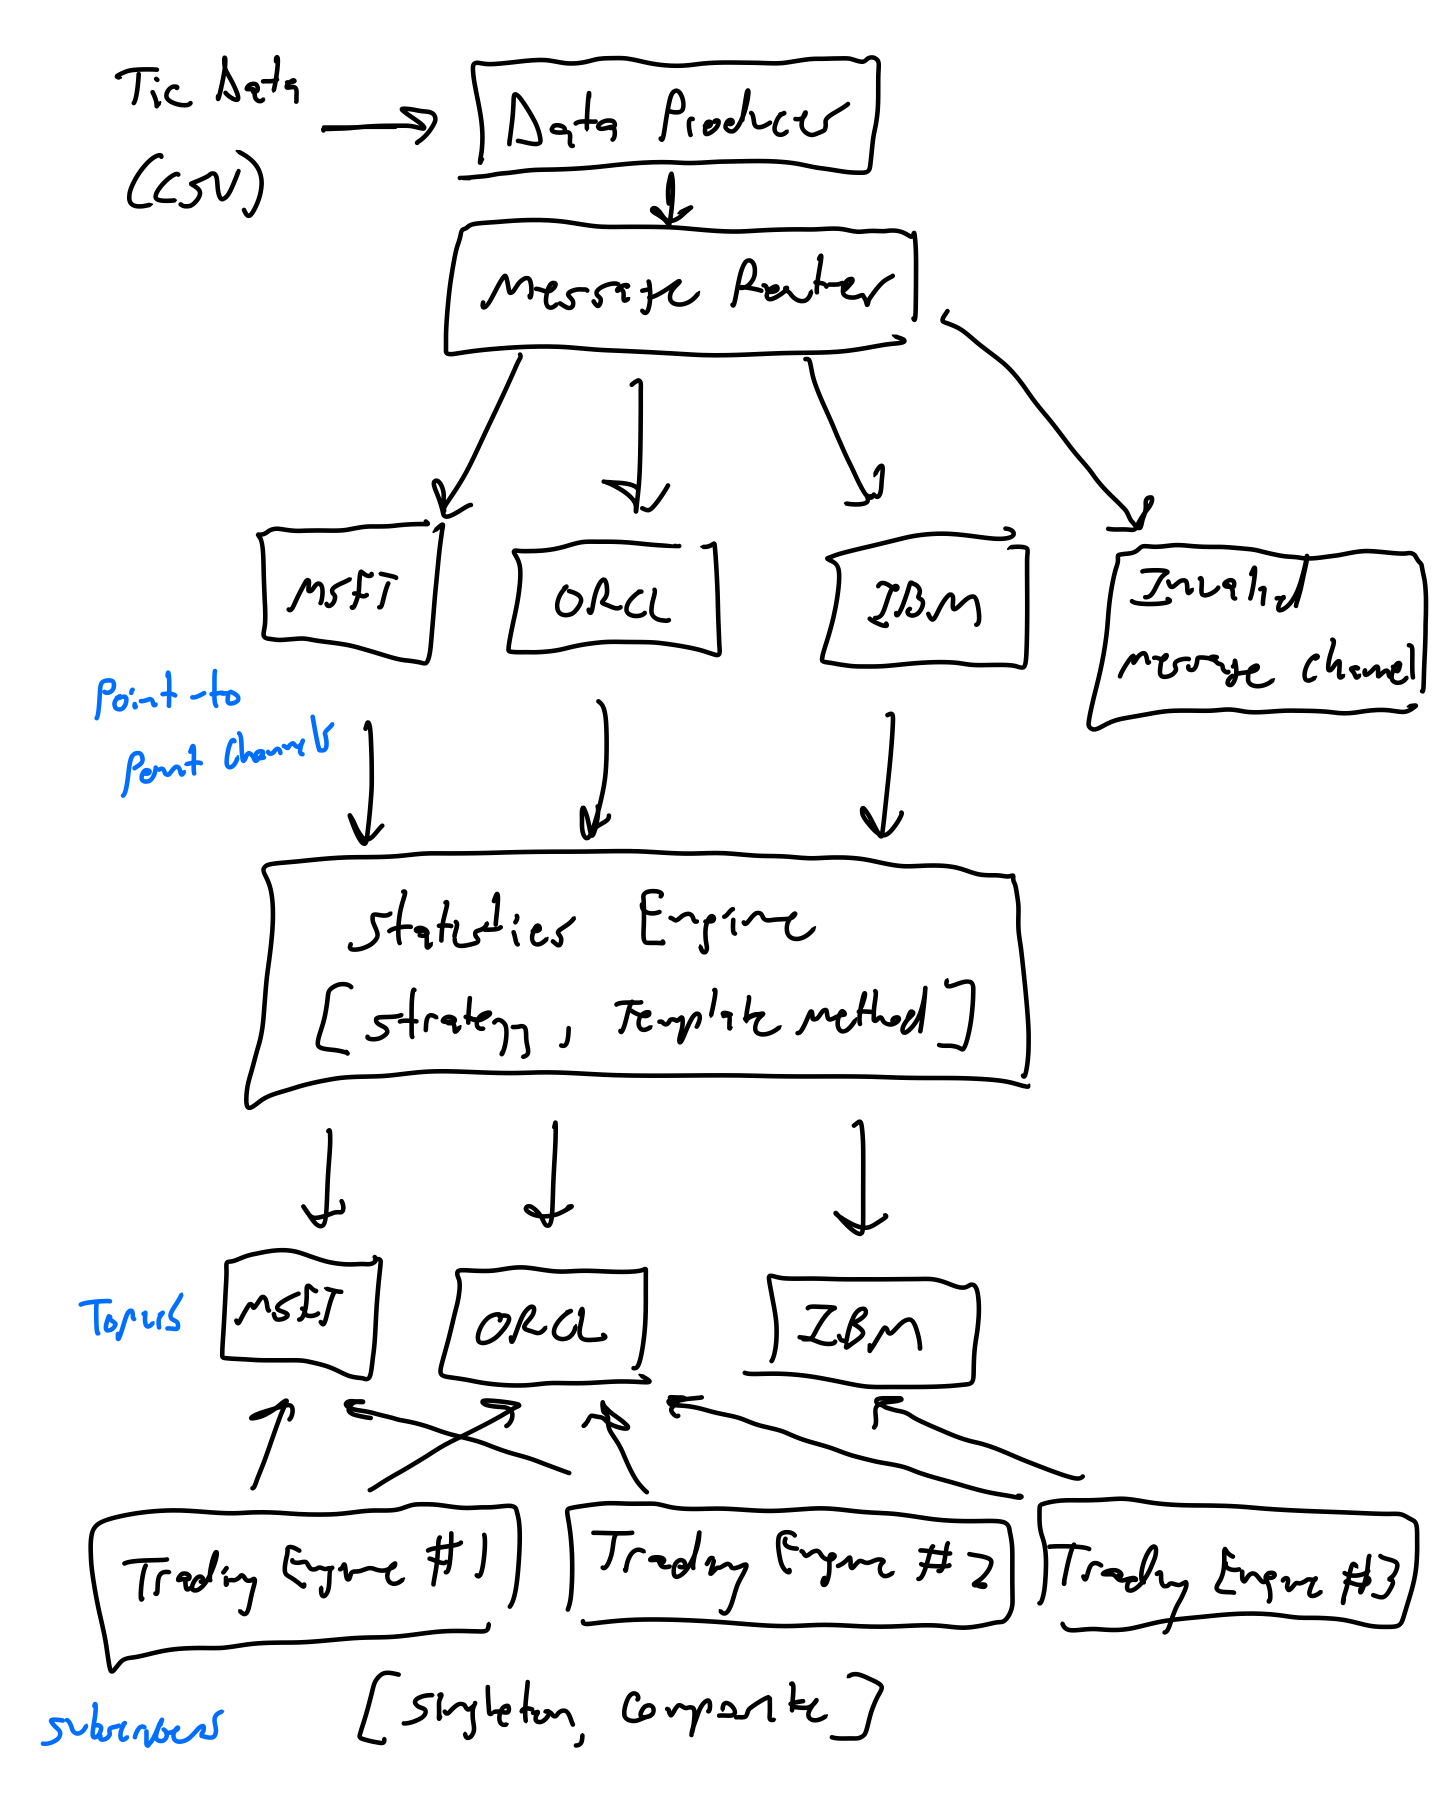 Tic Data
(CSV)
Data Producer
Message Router
MSFT
ORCL
IBM
Invalid
message channel
Point-to
Point channels
Statistics Engine
[strategy, Template method]
Topics
MSFT
ORCL
IBM
Trading Engine #1
Trading Engine #2
Trading Engine #3
subscribers
[singleton, composite]